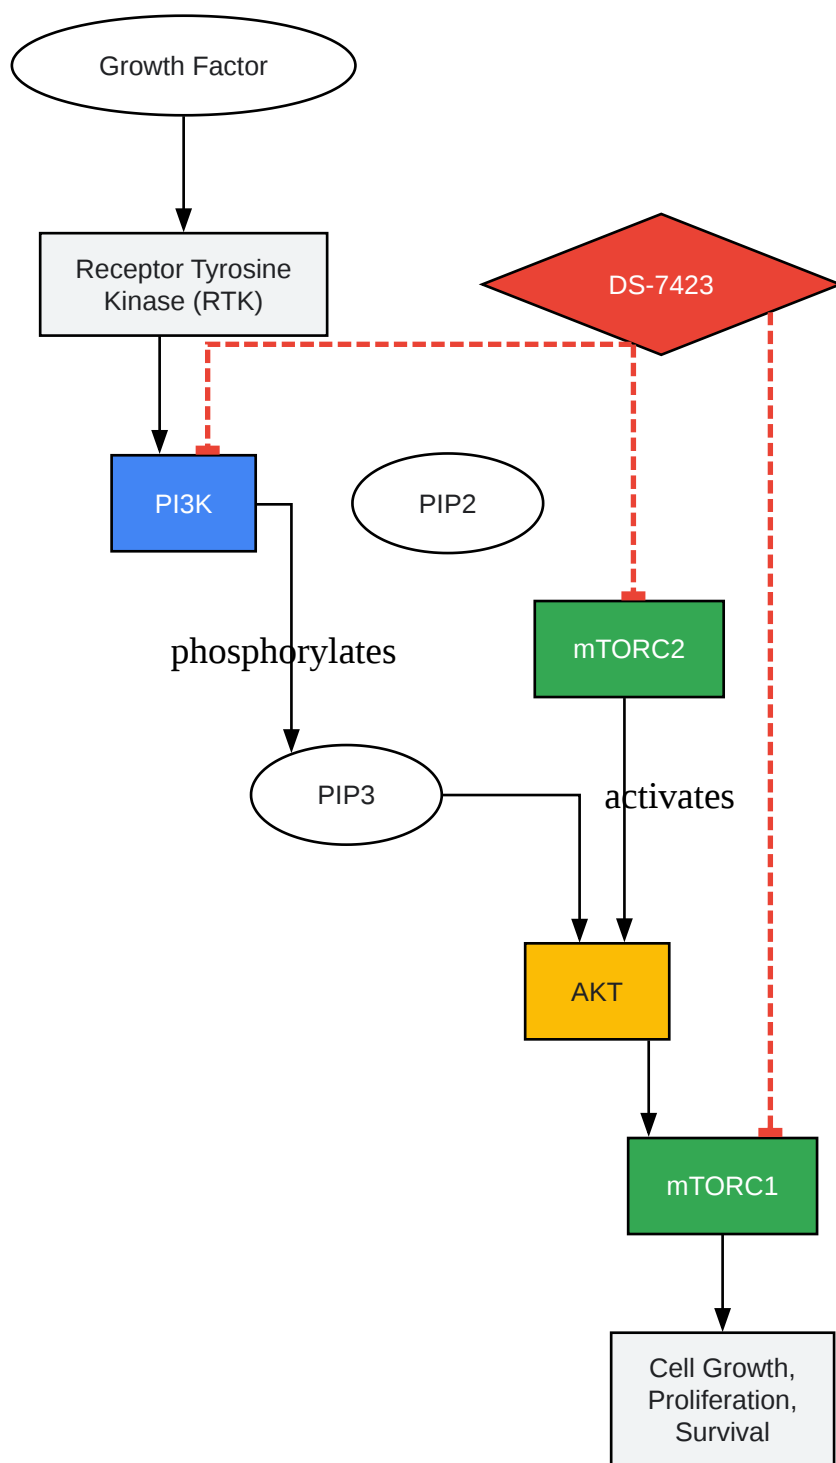 Growth Factor
Receptor Tyrosine
Kinase (RTK)
DS-7423
PI3K
PIP2
phosphorylates
mTORC2
PIP3
activates
AKT
mTORC1
Cell Growth,
Proliferation,
Survival